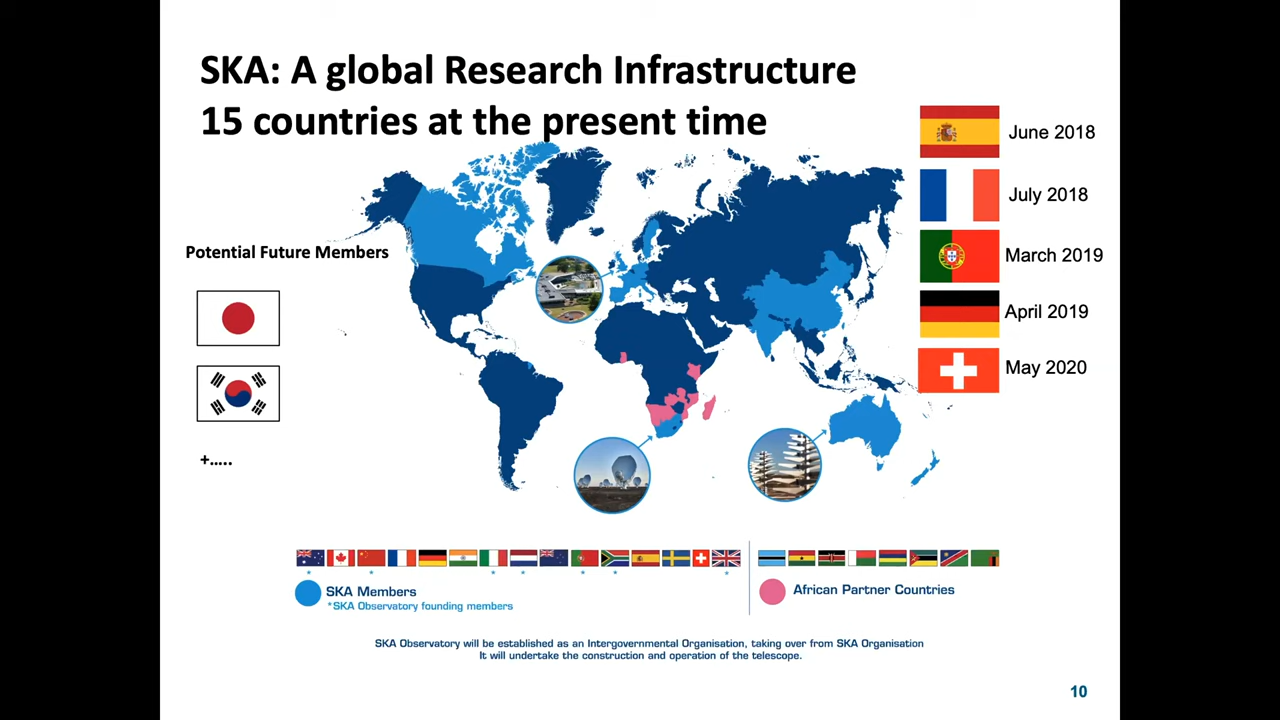 SKA: A global Research Infrastructure
15 countries at the present time
June 2018
July 2018
Potential Future Members
March 2019
April 2019
May 2020
+.....
SKA Members
*SKA Observatory founding members
African Partner Countries
SKA Observatory will be established as an Intergovernmental Organisation, taking over from SKA Organisation
It will undertake the construction and operation of the telescope.
10